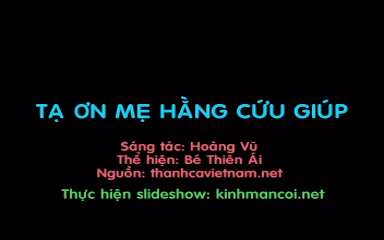 TẠ ƠN MẸ HẰNG CỨU GIÚP
Sáng tác: Hoàng Vũ
Thể hiện: Bé Thiên Ái
Nguồn: thanhcavietnam.net
Thực hiện slideshow: kinhmancoi.net